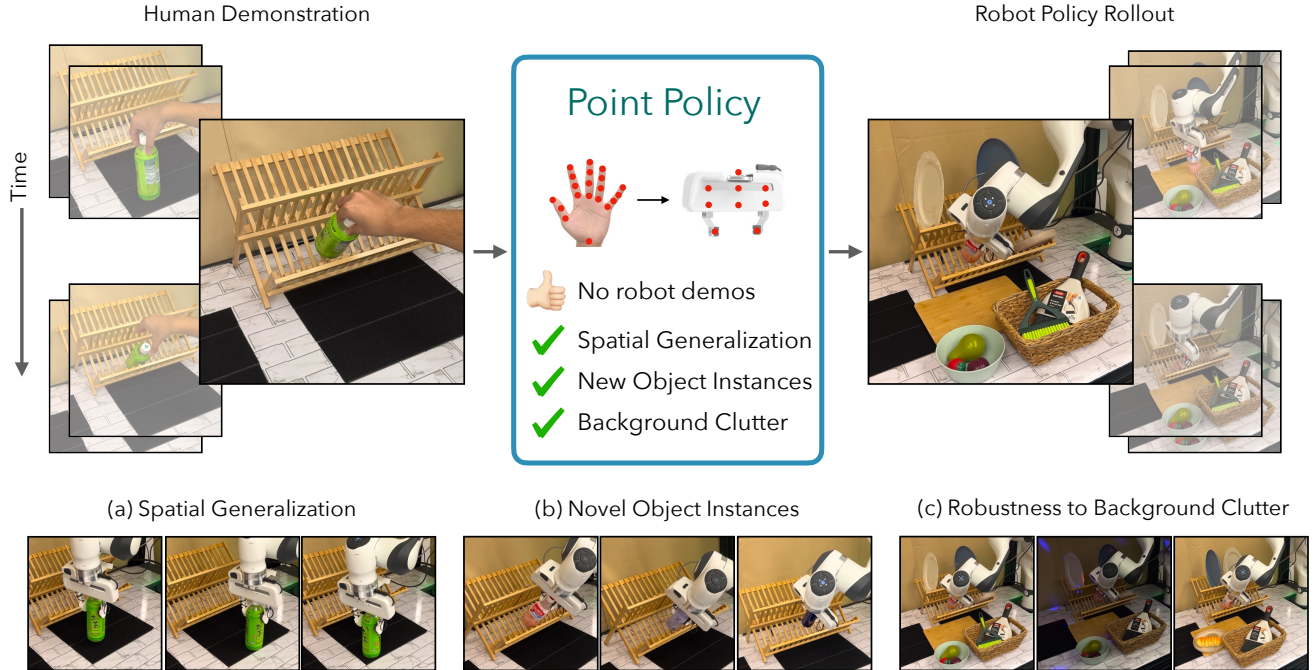 Human Demonstration
Robot Policy Rollout
Time
Point Policy
No robot demos
Spatial Generalization
New Object Instances
Background Clutter
(a) Spatial Generalization
(b) Novel Object Instances
(c) Robustness to Background Clutter